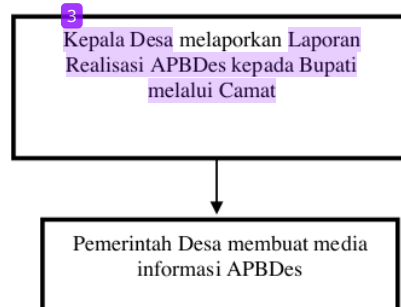 3
Kepala Desa melaporkan Laporan
Realisasi APBDes kepada Bupati
melalui Camat
Pemerintah Desa membuat media
informasi APBDes